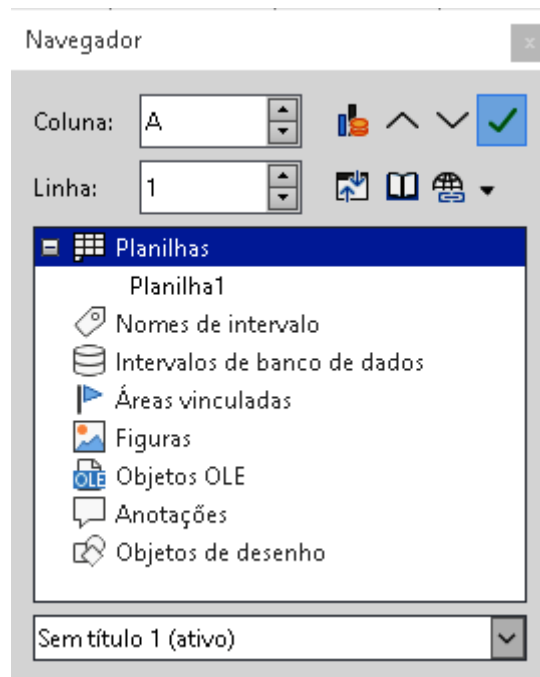 Navegador
x
Coluna: A
Linha: 1
Planilhas
Planilha1
Nomes de intervalo
Intervalos de banco de dados
Áreas vinculadas
Figuras
OLE Objetos OLE
Anotações
Objetos de desenho
Sem título 1 (ativo)